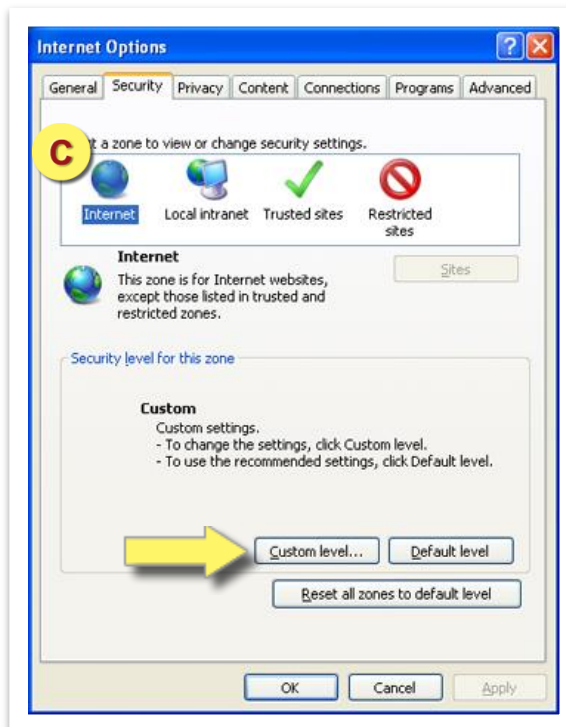 Internet Options
General Security Privacy Content Connections Programs Advanced
C
a zone to view or change security settings.
Internet Local intranet Trusted sites Restricted sites
Internet
Sites
This zone is for Internet websites,
except those listed in trusted and
restricted zones.
Security level for this zone
Custom
Custom settings.
- To change the settings, click Custom level.
- To use the recommended settings, click Default level.
Custom level... Default level
Reset all zones to default level
OK Cancel Apply